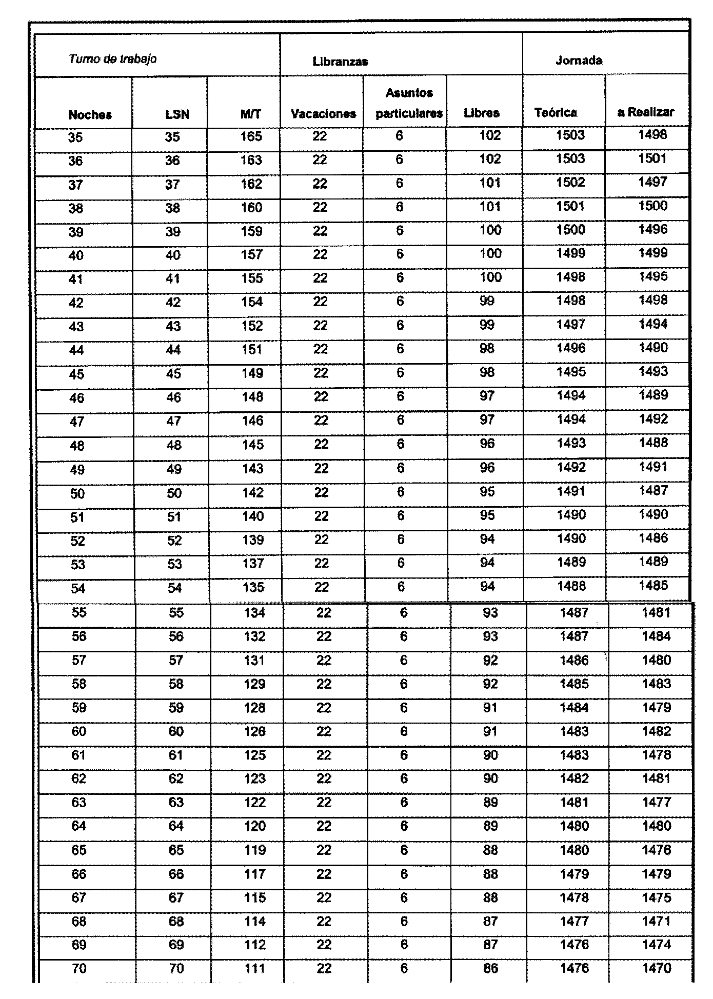 Turno de trabajo Libranzas Jornada
Noches LSN M/T Vacaciones Asuntos particulares Libres Teórica a Realizar
35 35 165 22 6 102 1503 1498
36 36 163 22 6 102 1503 1501
37 37 162 22 6 101 1502 1497
38 38 160 22 6 101 1501 1500
39 39 159 22 6 100 1500 1496
40 40 157 22 6 100 1499 1499
41 41 155 22 6 100 1498 1495
42 42 154 22 6 99 1498 1498
43 43 152 22 6 99 1497 1494
44 44 151 22 6 98 1496 1490
45 45 149 22 6 98 1495 1493
46 46 148 22 6 97 1494 1489
47 47 146 22 6 97 1494 1492
48 48 145 22 6 96 1493 1488
49 49 143 22 6 96 1492 1491
50 50 142 22 6 95 1491 1487
51 51 140 22 6 95 1490 1490
52 52 139 22 6 94 1490 1486
53 53 137 22 6 94 1489 1489
54 54 135 22 6 94 1488 1485
55 55 134 22 6 93 1487 1481
56 56 132 22 6 93 1487 1484
57 57 131 22 6 92 1486 1480
58 58 129 22 6 92 1485 1483
59 59 128 22 6 91 1484 1479
60 60 126 22 6 91 1483 1482
61 61 125 22 6 90 1483 1478
62 62 123 22 6 90 1482 1481
63 63 122 22 6 89 1481 1477
64 64 120 22 6 89 1480 1480
65 65 119 22 6 88 1480 1476
66 66 117 22 6 88 1479 1479
67 67 115 22 6 88 1478 1475
68 68 114 22 6 87 1477 1471
69 69 112 22 6 87 1476 1474
70 70 111 22 6 86 1476 1470